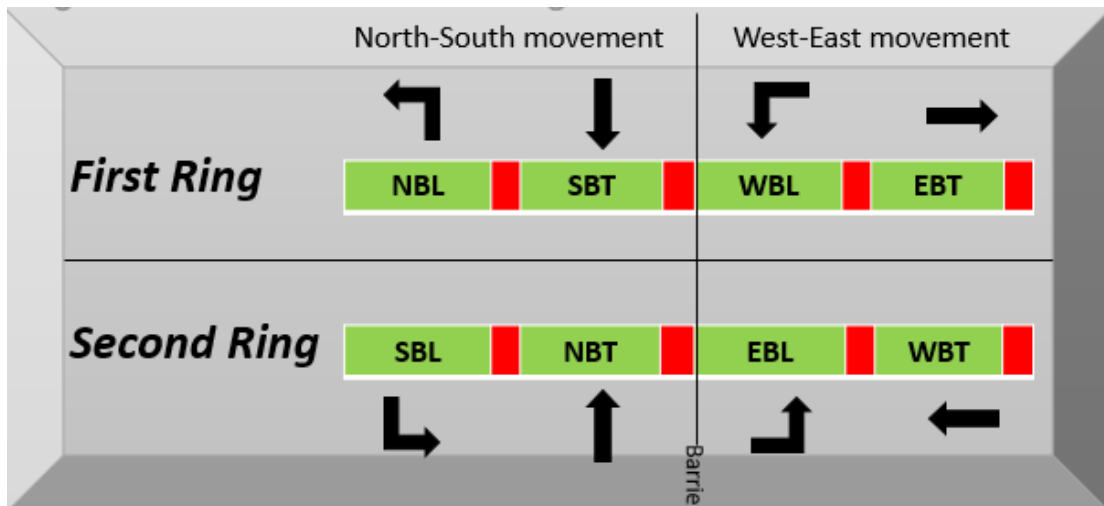 North-South movement
West-East movement
First Ring
NBL
SBT
WBL
EBT
Second Ring
SBL
NBT
EBL
WBT
Barrie